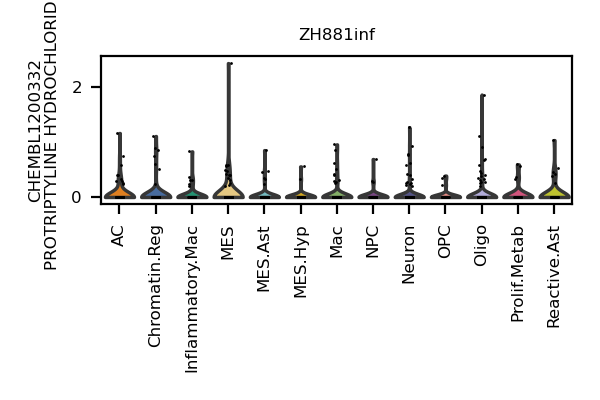 ZH881inf
CHEMBL1200332
PROTRIPTYLINE HYDROCHLORID
2
0
AC
Chromatin.Reg
Inflammatory.Mac
MES
MES.Ast
MES.Hyp
Mac
NPC
Neuron
OPC
Oligo
Prolif.Metab
Reactive.Ast